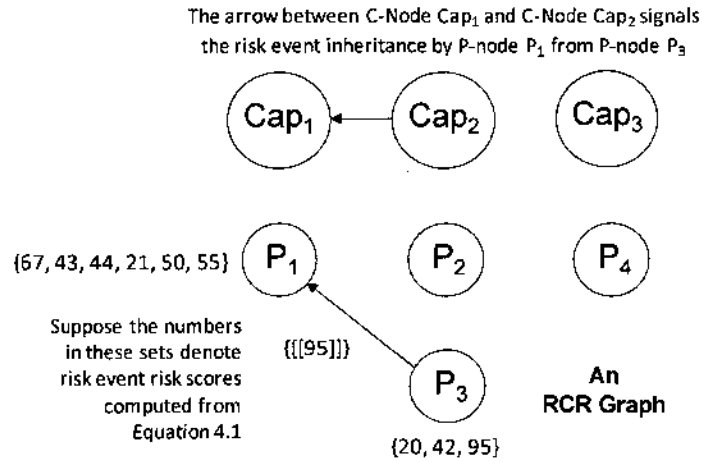 The arrow between C-Node Cap₁ and C-Node Cap₂ signals
the risk event inheritance by P-node P₁ from P-node P₃
Cap₁
Cap₂
Cap₃
{67, 43, 44, 21, 50, 55}
P₁
P₂
P₄
Suppose the numbers
in these sets denote
risk event risk scores
computed from
Equation 4.1
{[[95]]}
P₃
{20, 42, 95}
An
RCR Graph